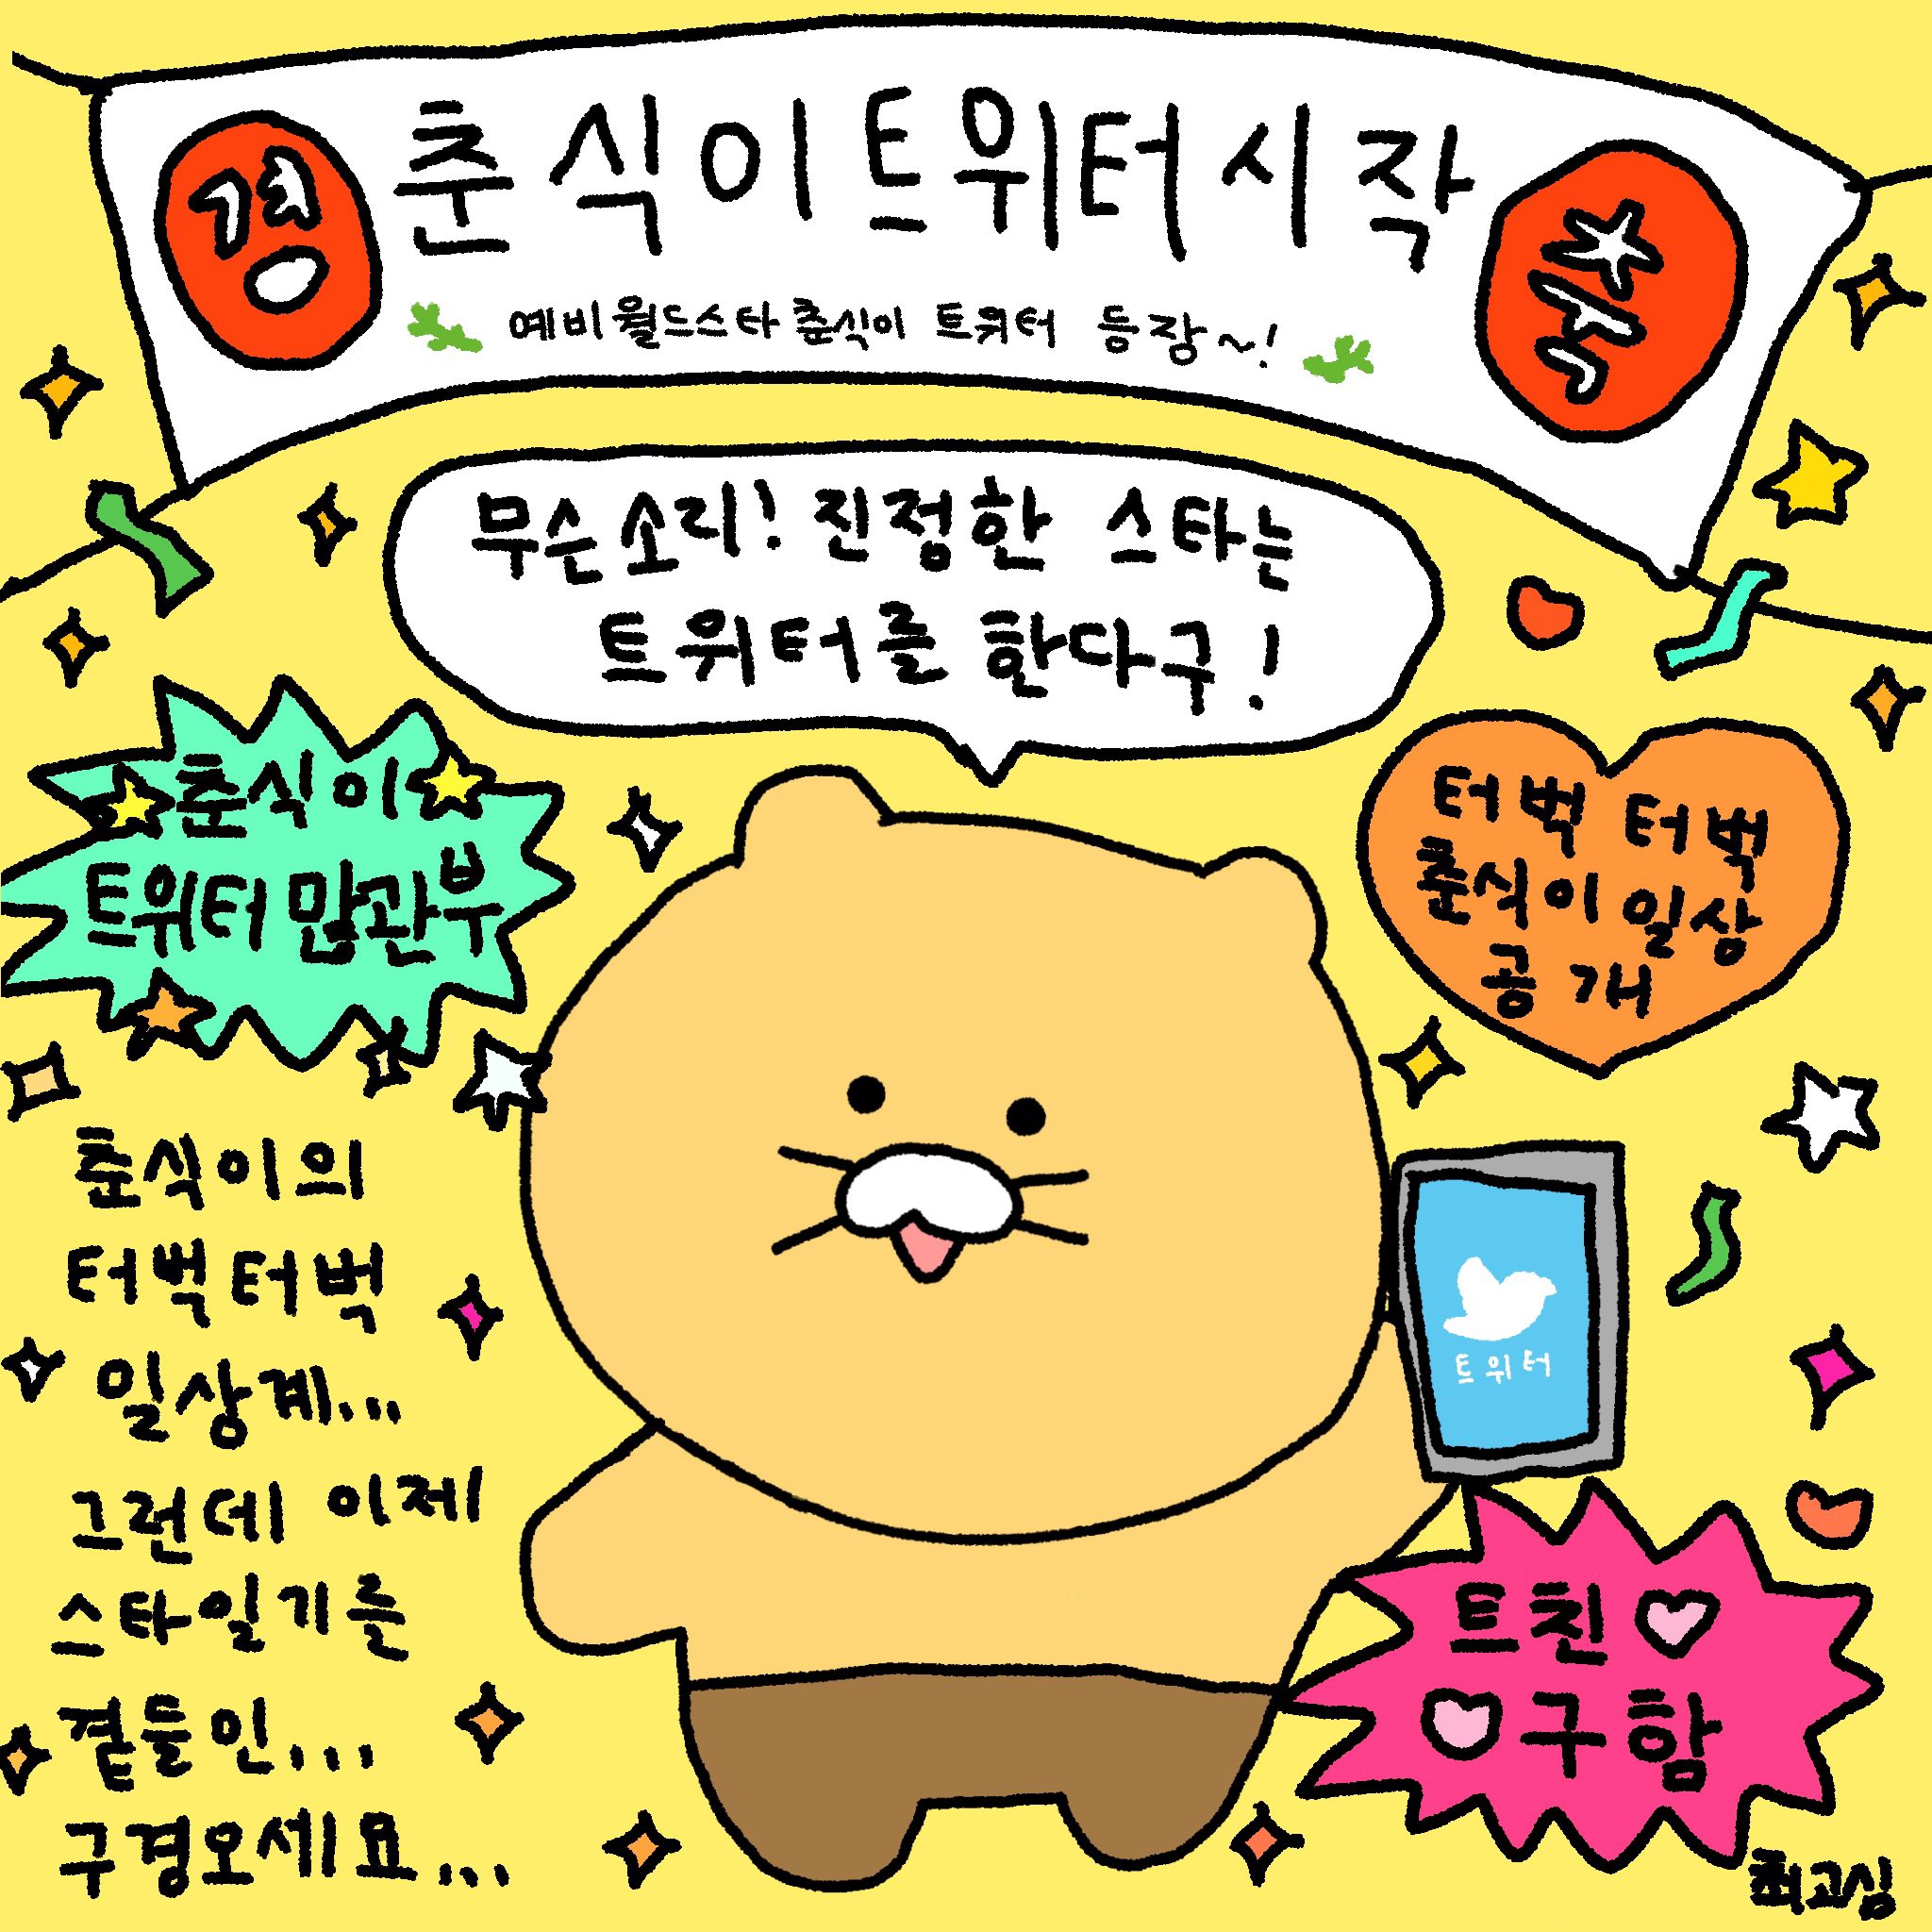 경 춘식이 트위터 시작 축
예비 월드스타 춘식이 트위터 등장~!
무슨소리! 진정한 스타는
트위터를 한다구!
춘식이
트위터 많관부
터벅 터벅
춘식이 일상
공개
춘식이의
터벅터벅
일상계...
그런데 이제
스타일기를
곁들인...
구경오세요...
트위터
트친
구함
최고심